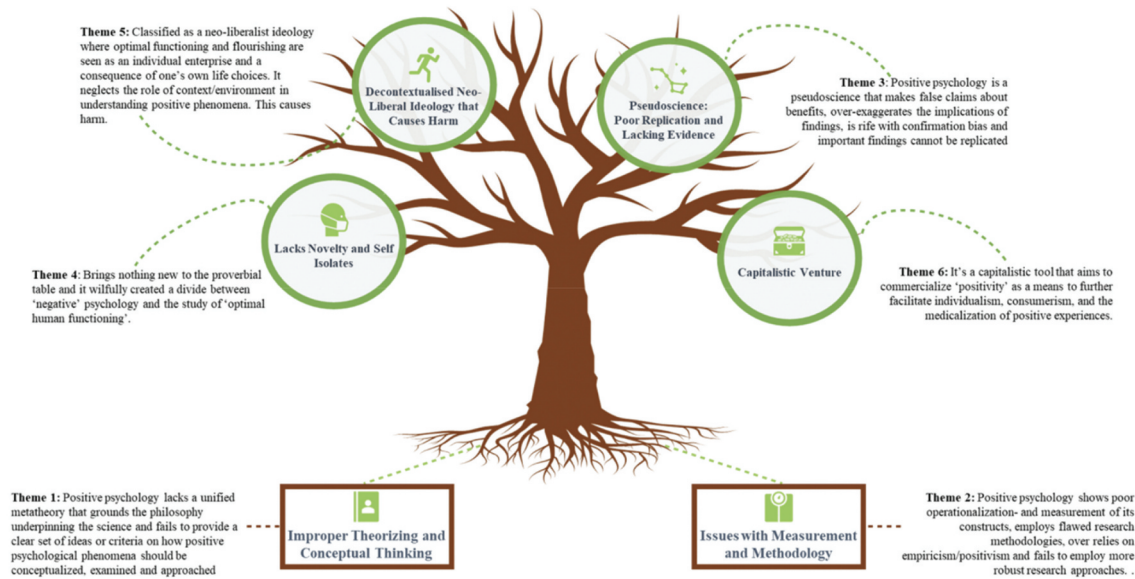 Theme 5: Classified as a neo-liberalist ideology
where optimal functioning and flourishing are
seen as an individual enterprise and a
consequence of one's own life choices. It
neglects the role of context/environment in
understanding positive phenomena. This causes
harm.
Decontextualised Neo-
Liberal Ideology that
Causes Harm
Pseudoscience:
Poor Replication and
Lacking Evidence
Theme 3: Positive psychology is a
pseudoscience that makes false claims about
benefits, over-exaggerates the implications of
findings, is rife with confirmation bias and
important findings cannot be replicated
Theme 4: Brings nothing new to the proverbial
table and it wilfully created a divide between
'negative' psychology and the study of 'optimal
human functioning'.
Lacks Novelty and Self
Isolates
Capitalistic Venture
Theme 6: It's a capitalistic tool that aims to
commercialize 'positivity' as a means to further
facilitate individualism, consumerism, and the
medicalization of positive experiences.
Theme 1: Positive psychology lacks a unified
metatheory that grounds the philosophy
underpinning the science and fails to provide a
clear set of ideas or criteria on how positive
psychological phenomena should be
conceptualized, examined and approached
Improper Theorizing and
Conceptual Thinking
Issues with Measurement
and Methodology
Theme 2: Positive psychology shows poor
operationalization- and measurement of its
constructs, employs flawed research
methodologies, over relies on
empiricism/positivism and fails to employ more
robust research approaches. .